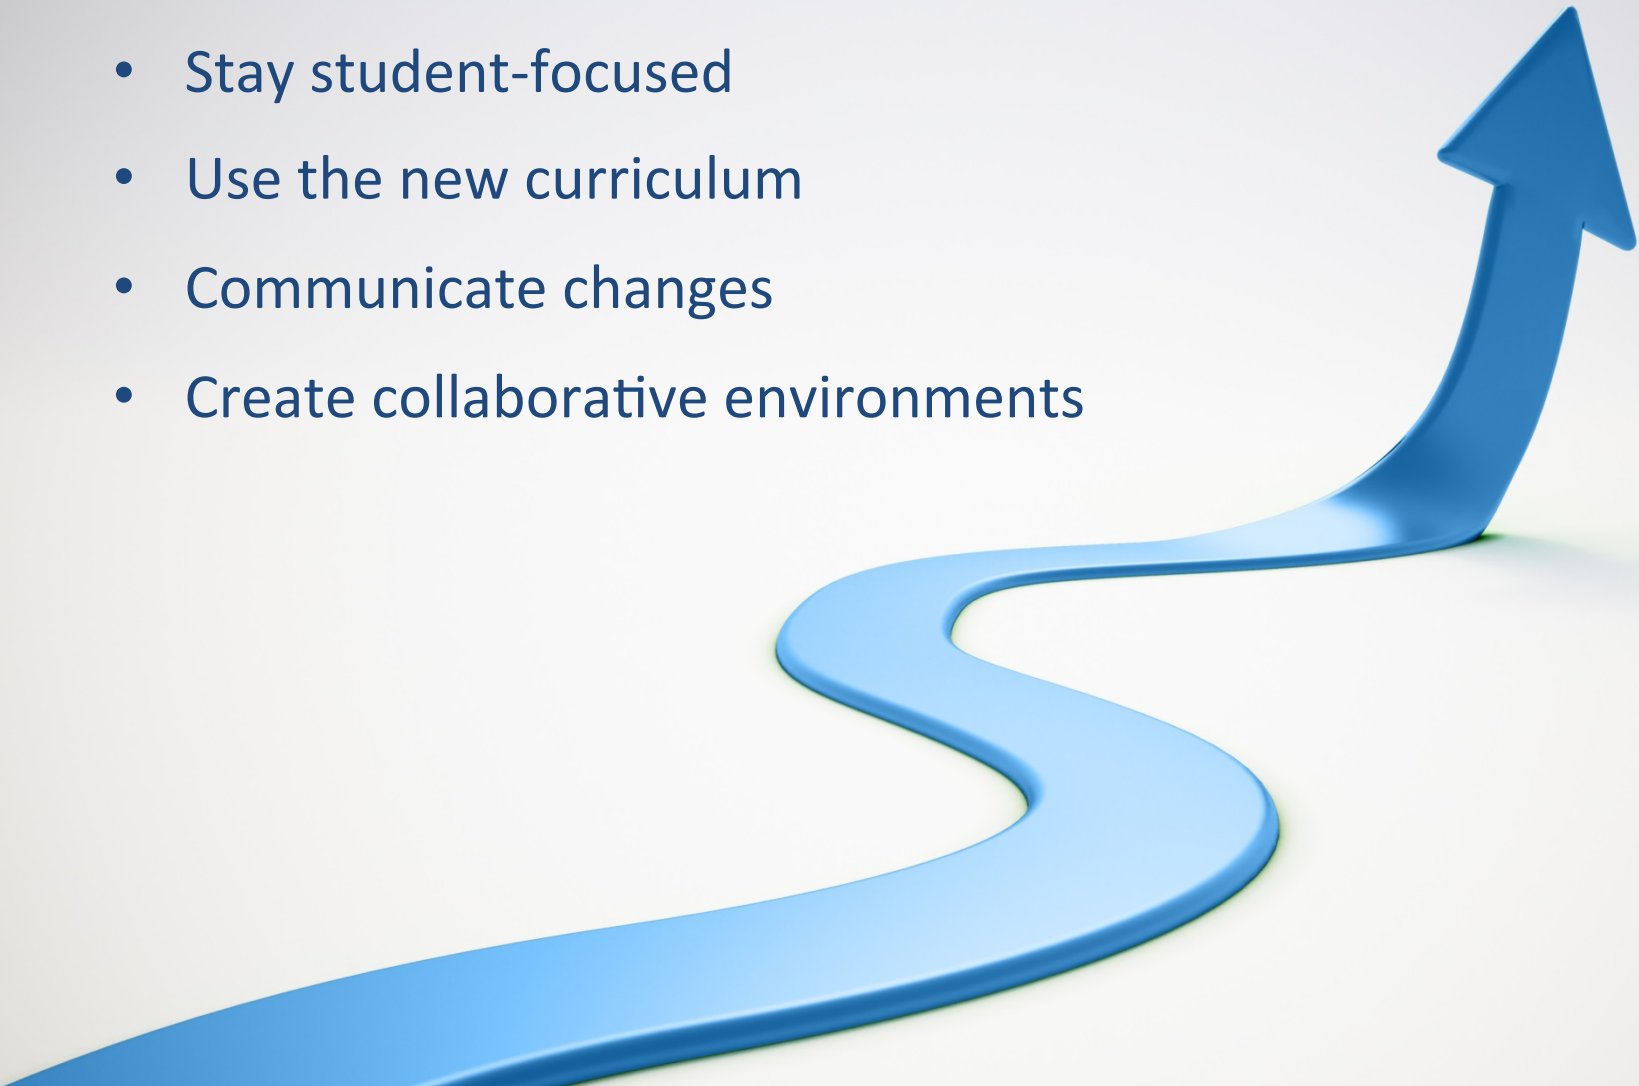 • Stay student-focused
• Use the new curriculum
• Communicate changes
• Create collaborative environments